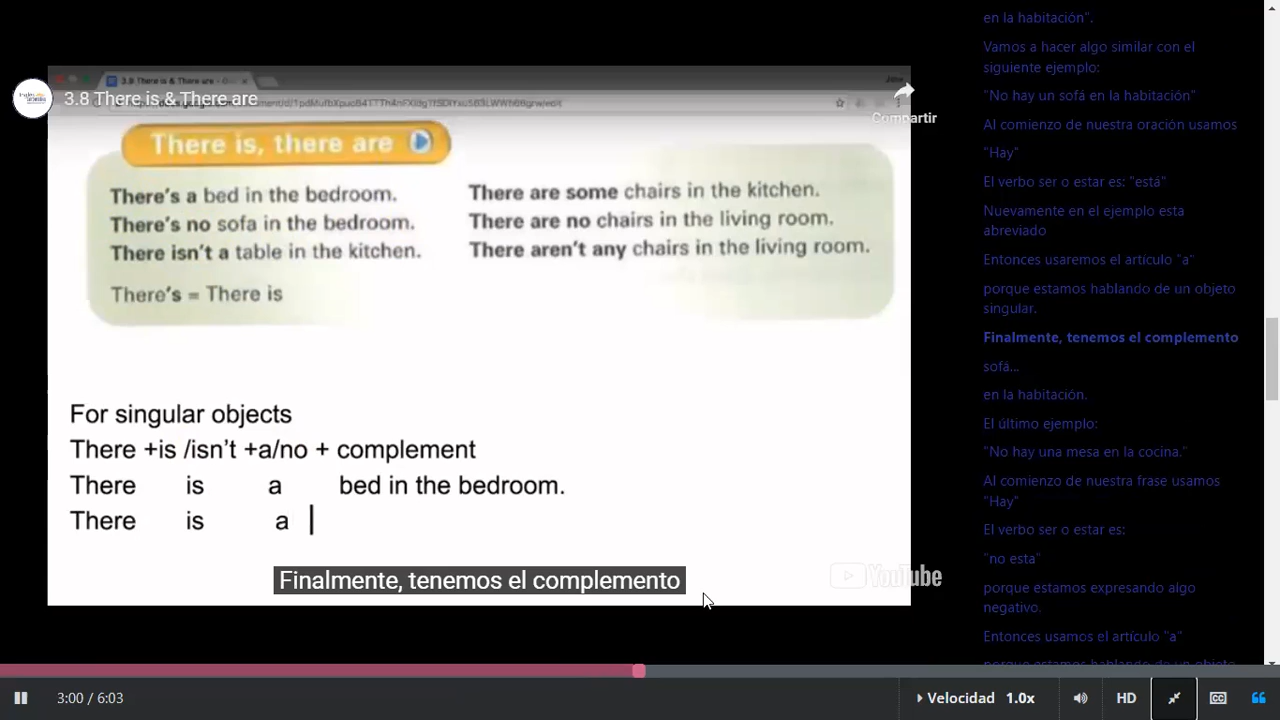 en la habitación".
Vamos a hacer algo similar con el
siguiente ejemplo:
"No hay un sofá en la habitación"
Al comienzo de nuestra oración usamos
"Hay"
El verbo ser o estar es: "está"
Nuevamente en el ejemplo esta
abreviado
Entonces usaremos el artículo "a"
porque estamos hablando de un objeto
singular.
Finalmente, tenemos el complemento
sofá...
en la habitación.
El último ejemplo:
"No hay una mesa en la cocina."
Al comienzo de nuestra frase usamos
"Hay"
El verbo ser o estar es:
"no esta"
porque estamos expresando algo
negativo.
Entonces usamos el artículo "a"
porque estamos hablando de un objeto
3.8 There is & There are
Compartir
There is, there are
There's a bed in the bedroom.
There's no sofa in the bedroom.
There isn't a table in the kitchen.
There's = There is
There are some chairs in the kitchen.
There are no chairs in the living room.
There aren't any chairs in the living room.
For singular objects
There +is /isn't +a/no + complement
There is a bed in the bedroom.
There is a
Finalmente, tenemos el complemento
YouTube
3:00 / 6:03
Velocidad 1.0x
HD
CC